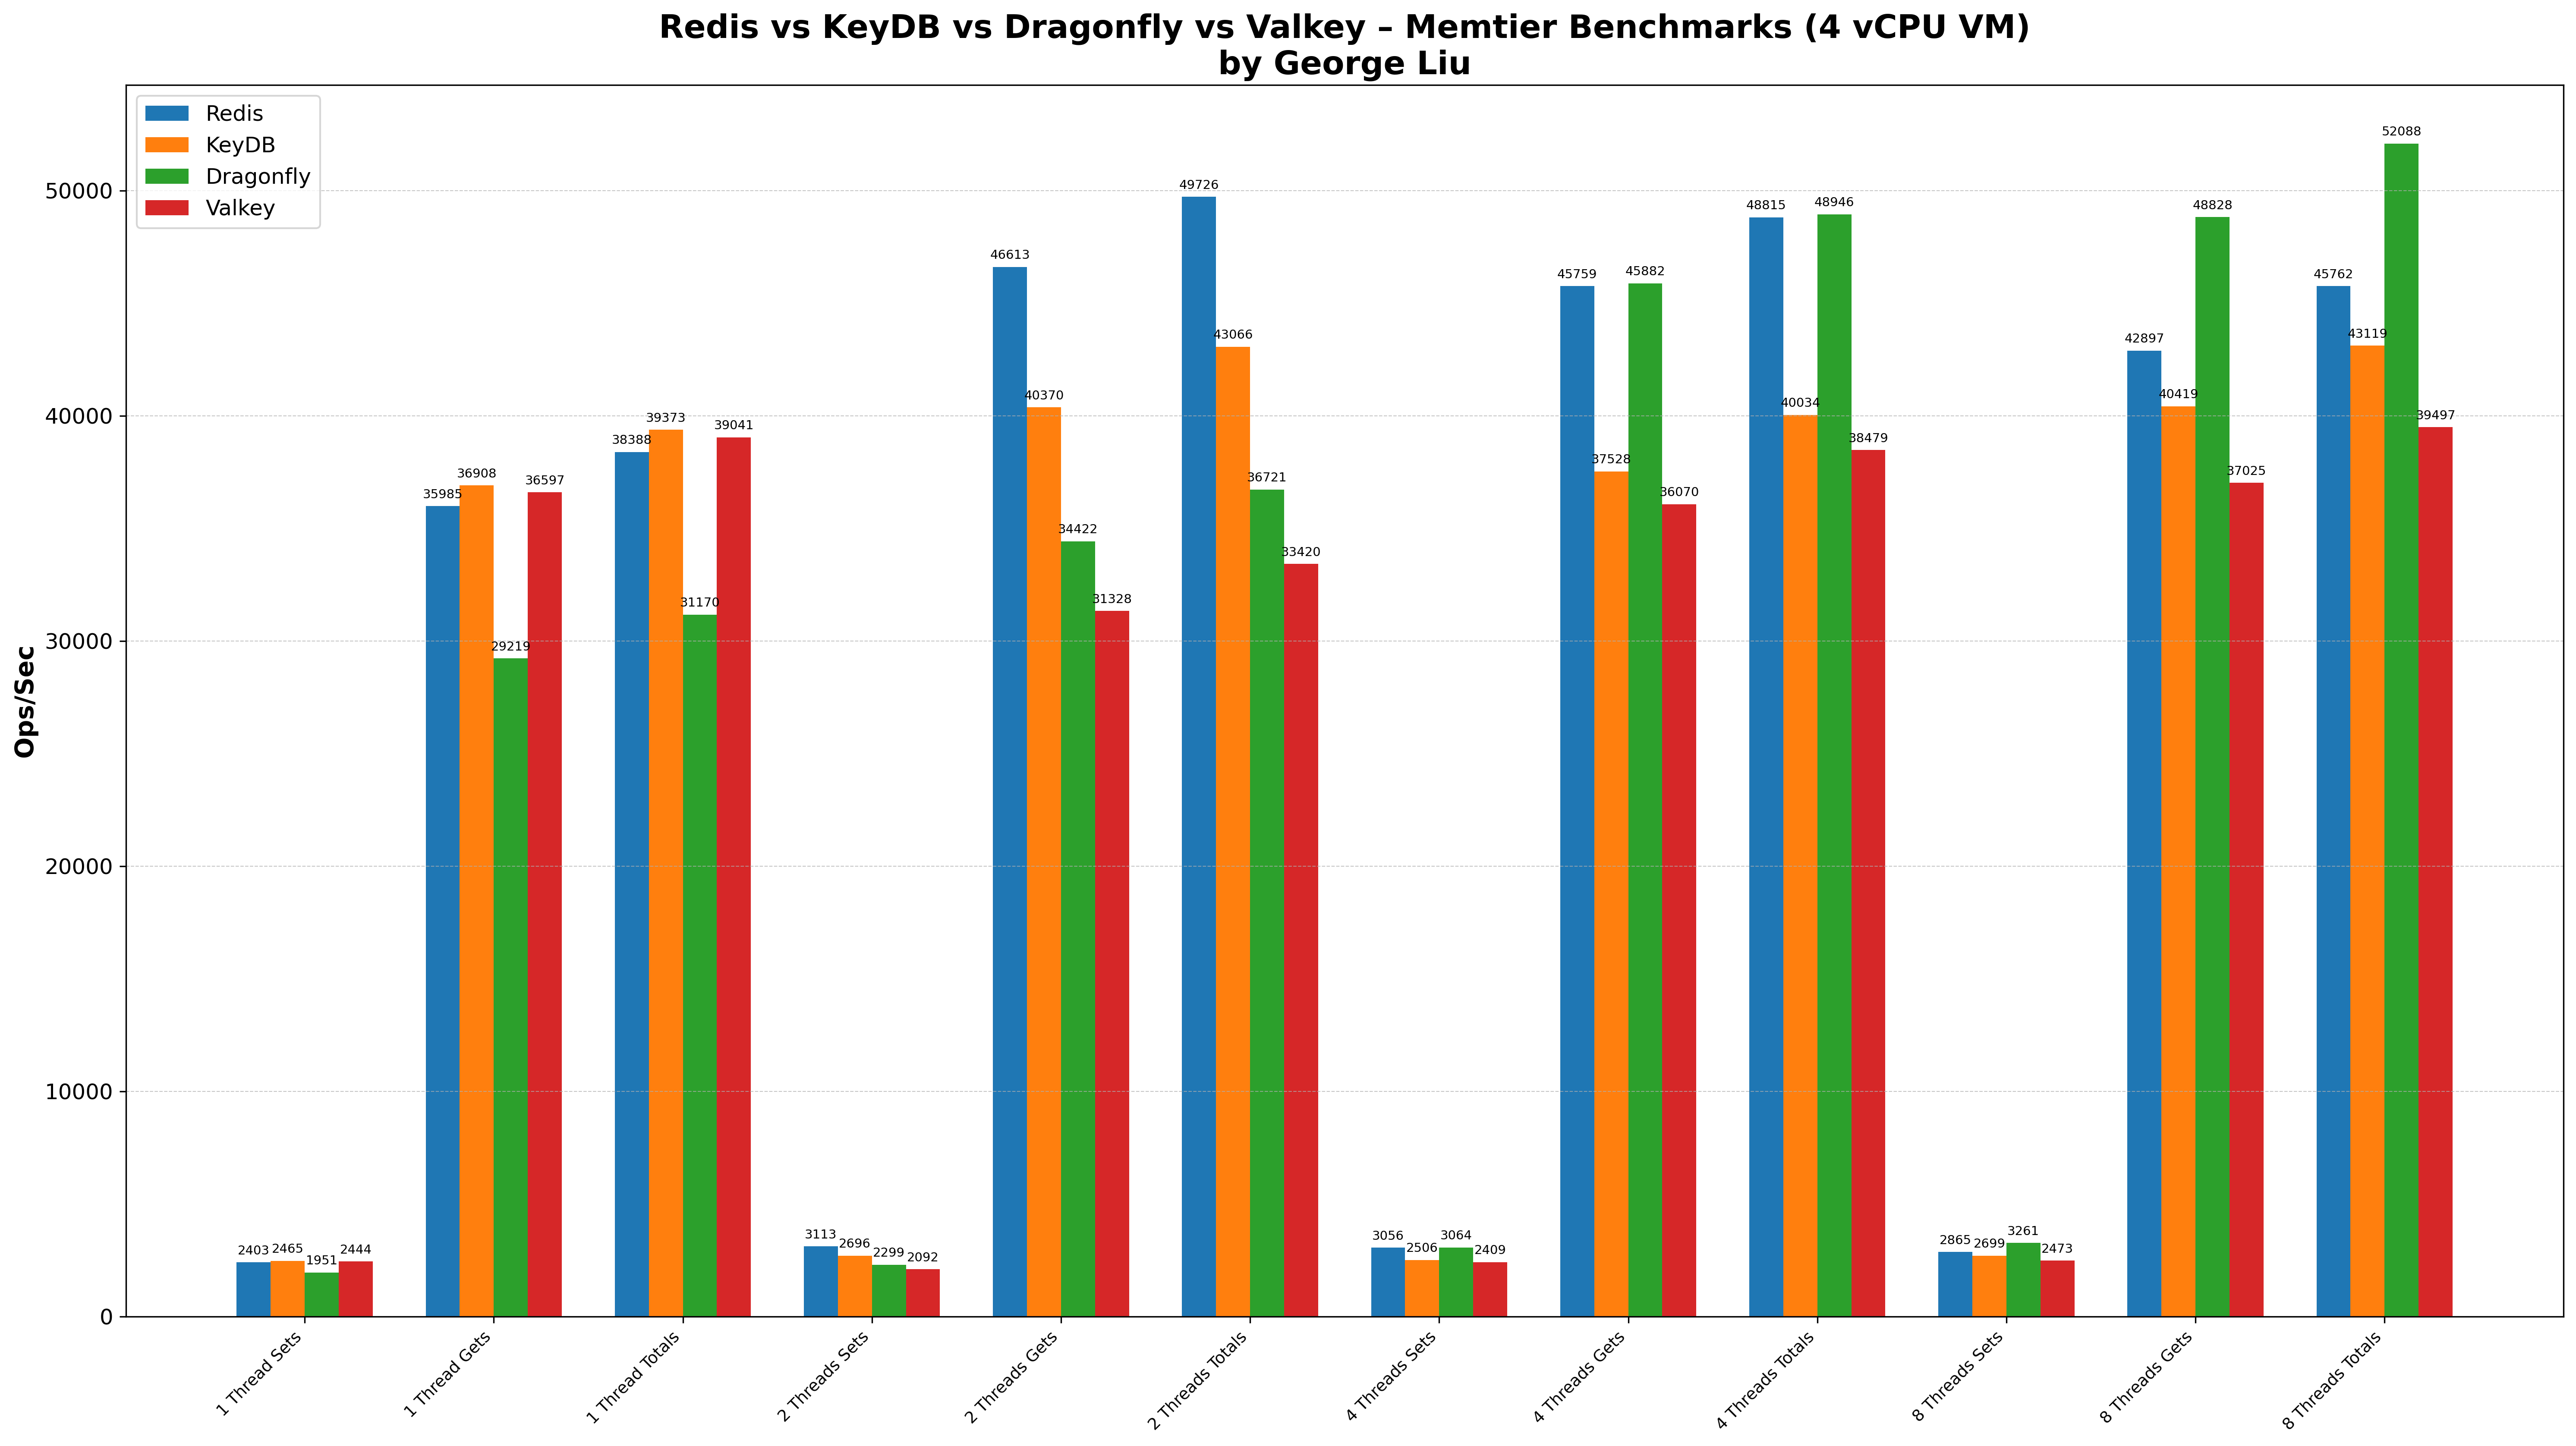 Redis vs KeyDB vs Dragonfly vs Valkey – Memtier Benchmarks (4 vCPU VM)
by George Liu
Redis
KeyDB
Dragonfly
Valkey
Ops/Sec
50000
40000
30000
20000
10000
0
2403 2465 1951 2444
35985 36908 29219 36597
38388 39373 31170 39041
3113 2696 2299 2092
46613 40370 34422 31328
49726 43066 36721 33420
3056 2506 3064 2409
45759 37528 45882 36070
48815 40034 48946 38479
2865 2699 3261 2473
42897 40419 48828 37025
45762 43119 52088 39497
1 Thread Sets
1 Thread Gets
1 Thread Totals
2 Threads Sets
2 Threads Gets
2 Threads Totals
4 Threads Sets
4 Threads Gets
4 Threads Totals
8 Threads Sets
8 Threads Gets
8 Threads Totals